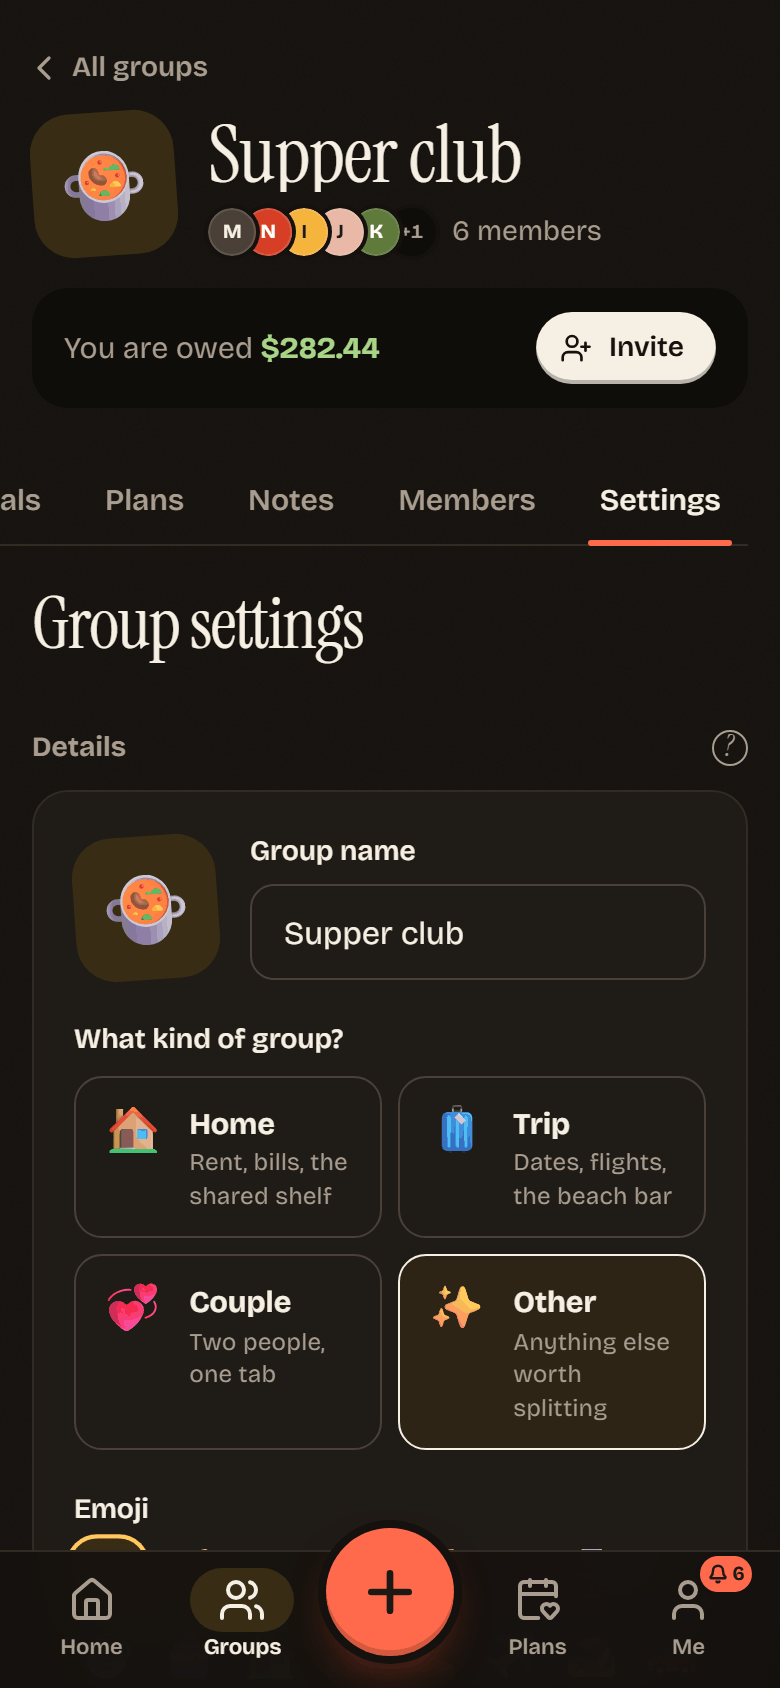 All groups
Supper club
M N I J K +1 6 members
You are owed $282.44
Invite
als Plans Notes Members Settings
Group settings
Details ?
Group name
Supper club
What kind of group?
Home
Rent, bills, the
shared shelf
Trip
Dates, flights,
the beach bar
Couple
Two people,
one tab
Other
Anything else
worth
splitting
Emoji
6
Home Groups Plans Me